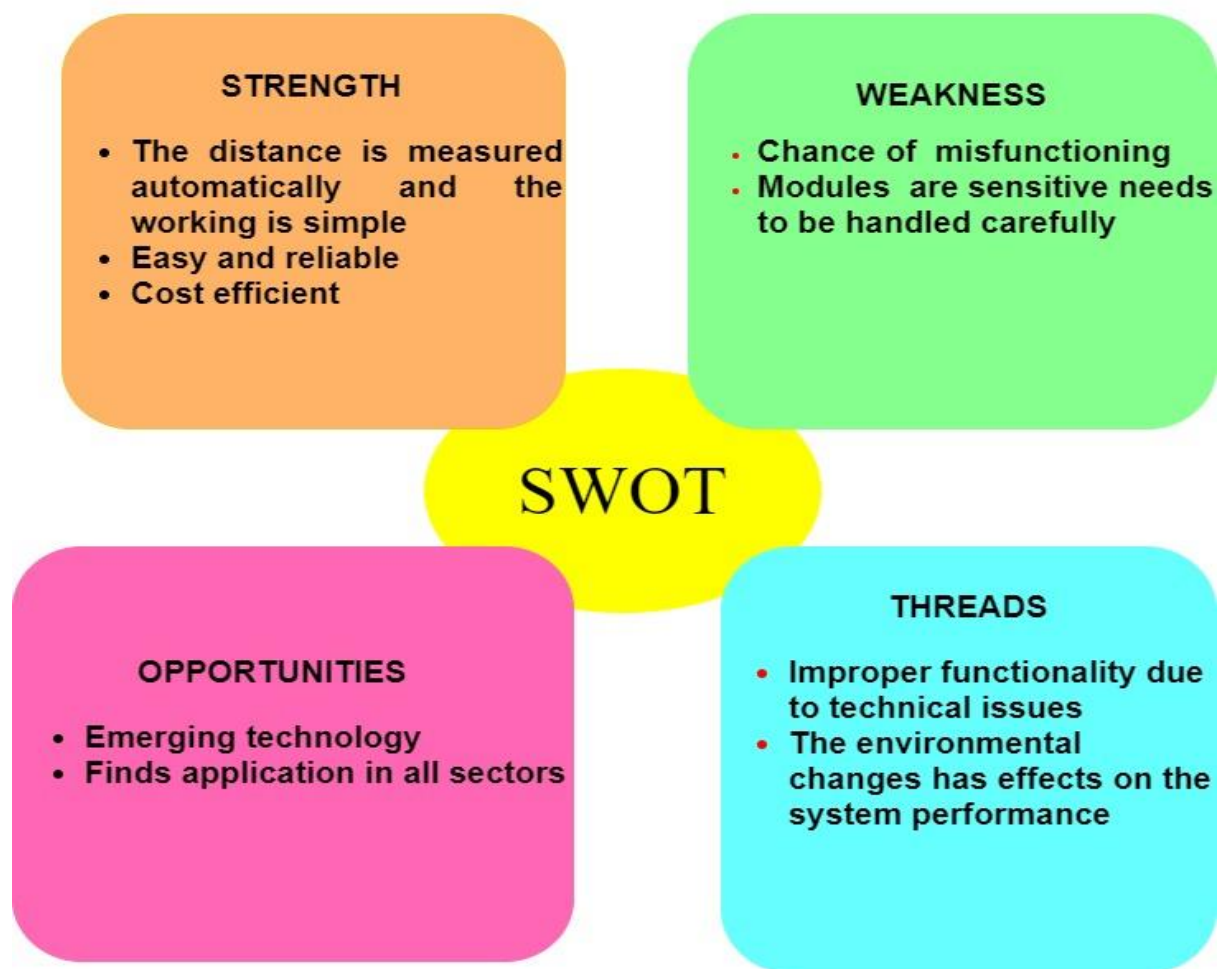 STRENGTH
• The distance is measured
automatically and the
working is simple
• Easy and reliable
• Cost efficient
WEAKNESS
• Chance of misfunctioning
• Modules are sensitive needs
to be handled carefully
SWOT
OPPORTUNITIES
• Emerging technology
• Finds application in all sectors
THREADS
• Improper functionality due
to technical issues
• The environmental
changes has effects on the
system performance